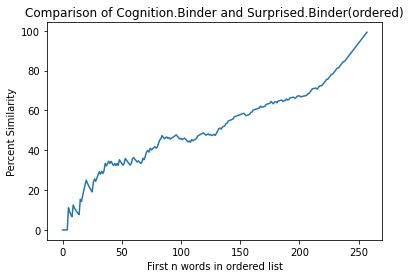 Comparison of Cognition.Binder and Surprised.Binder(ordered)
100
80
60
40
20
0
Percent Similarity
0 50 100 150 200 250
First n words in ordered list